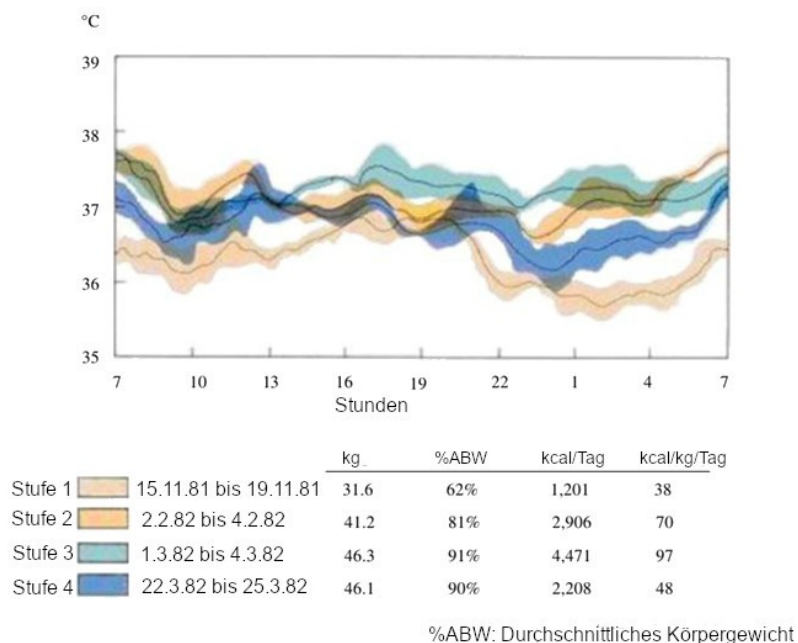 °C
39
38
37
36
35
7 10 13 16 19 22 1 4 7
Stunden
kg %ABW kcal/Tag kcal/kg/Tag
Stufe 1 15.11.81 bis 19.11.81 31.6 62% 1,201 38
Stufe 2 2.2.82 bis 4.2.82 41.2 81% 2,906 70
Stufe 3 1.3.82 bis 4.3.82 46.3 91% 4,471 97
Stufe 4 22.3.82 bis 25.3.82 46.1 90% 2,208 48
%ABW: Durchschnittliches Körpergewicht